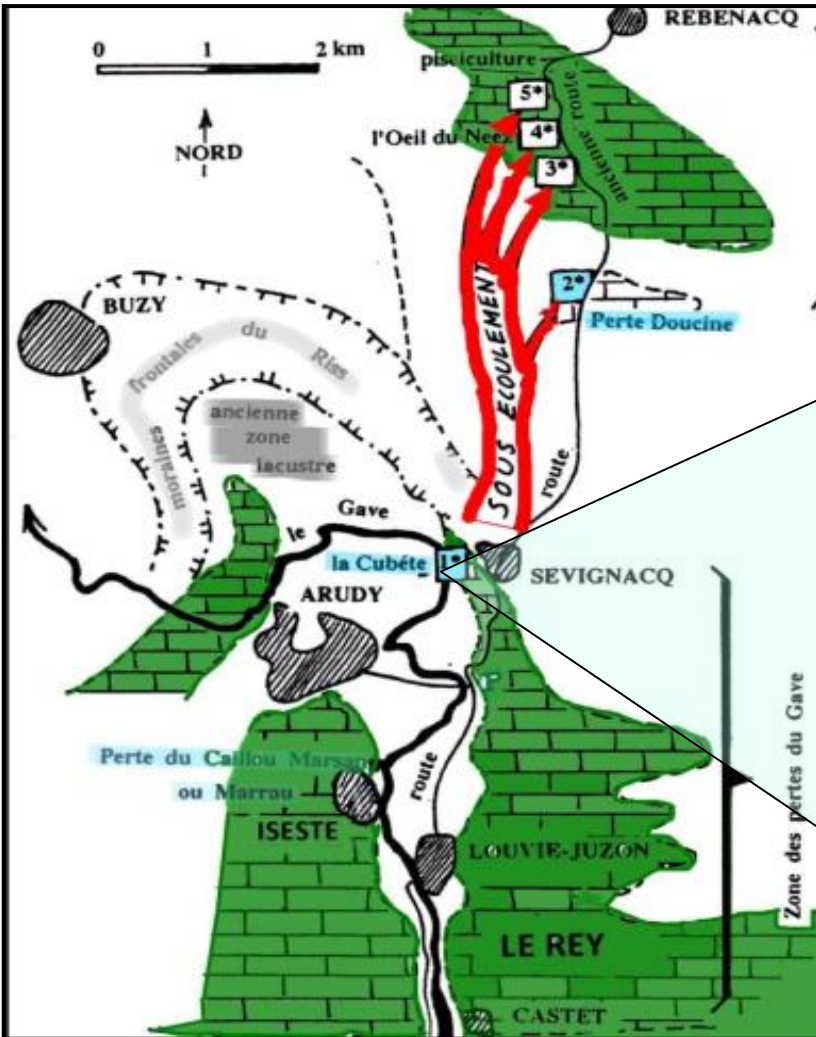 REBENACQ
0 1 2 km
pisciculture
5*
l'Oeil du Neez
4*
3*
NORD
ancienne route
2*
BUZY
Perte Doucine
frontales du Riss
moraines
SOUS ECOULEMENT
ancienne
zone
lacustre
route
le Gave
la Cubéte
1*
SEVIGNACQ
ARUDY
Perte du Caillou Marsau
ou Marrau
route
ISESTE
LOUVIE-JUZON
Zone des pertes du Gave
LE REY
CASTET